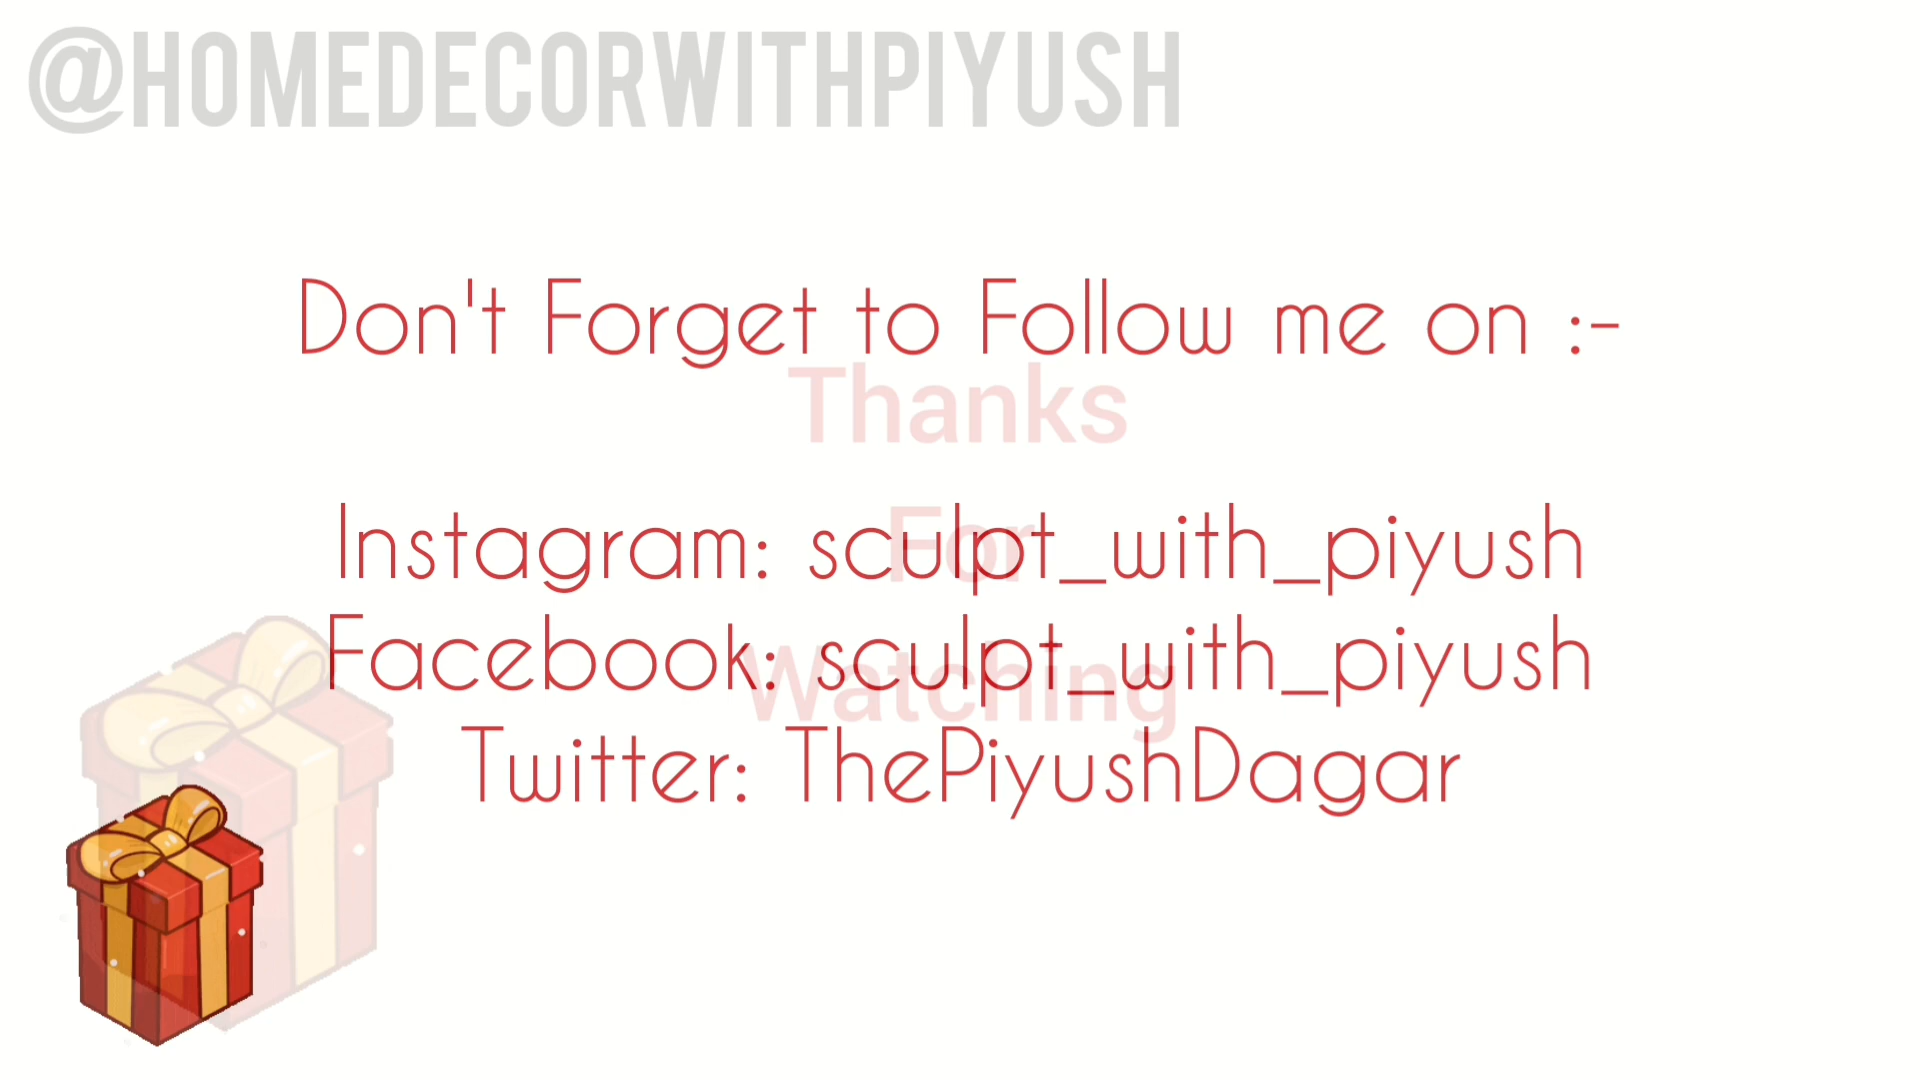 @HOMEDECORWITHPIYUSH
Don't Forget to Follow me on :-
Thanks
For
Watching
Instagram: sculpt_with_piyush
Facebook: sculpt_with_piyush
Twitter: ThePiyushDagar